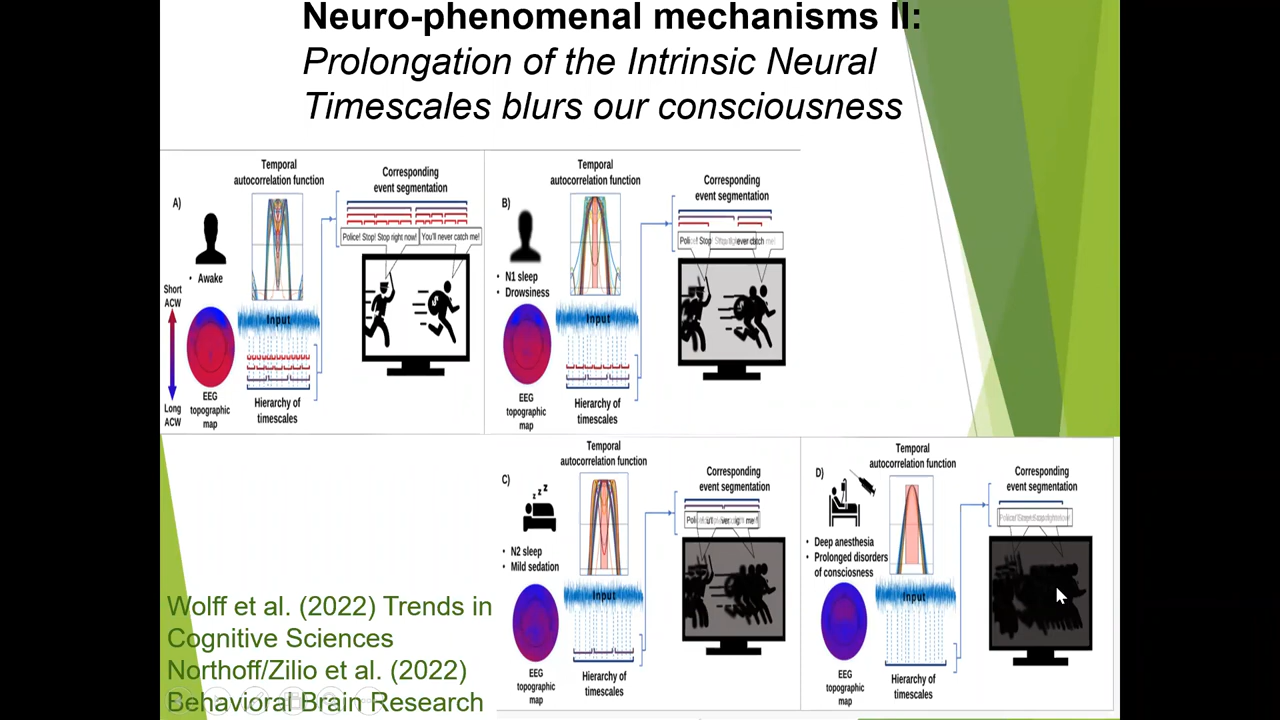 Neuro-phenomenal mechanisms II:
Prolongation of the Intrinsic Neural
Timescales blurs our consciousness
A)
Temporal
autocorrelation function
Corresponding
event segmentation
Police! Stop! Stop right now!
You'll never catch me!
• Awake
Short
ACW
Long
ACW
Input
EEG
topographic
map
Hierarchy of
timescales
B)
Temporal
autocorrelation function
Corresponding
event segmentation
• N1 sleep
• Drowsiness
Input
EEG
topographic
map
Hierarchy of
timescales
C)
Temporal
autocorrelation function
Corresponding
event segmentation
z z z
• N2 sleep
• Mild sedation
Input
EEG
topographic
map
Hierarchy of
timescales
D)
Temporal
autocorrelation function
Corresponding
event segmentation
• Deep anesthesia
• Prolonged disorders
of consciosness
Input
EEG
topographic
map
Hierarchy of
timescales
Wolff et al. (2022) Trends in
Cognitive Sciences
Northoff/Zilio et al. (2022)
Behavioral Brain Research